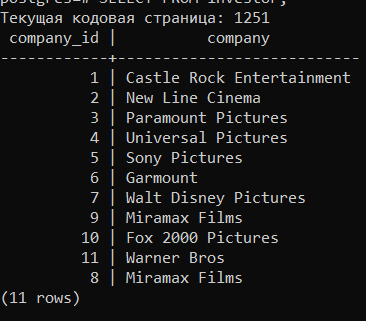 postgres=# SELECT FROM investor;
Текущая кодовая страница: 1251
company_id | company
------------+---------------------------
1 | Castle Rock Entertainment
2 | New Line Cinema
3 | Paramount Pictures
4 | Universal Pictures
5 | Sony Pictures
6 | Garmount
7 | Walt Disney Pictures
9 | Miramax Films
10 | Fox 2000 Pictures
11 | Warner Bros
8 | Miramax Films
(11 rows)